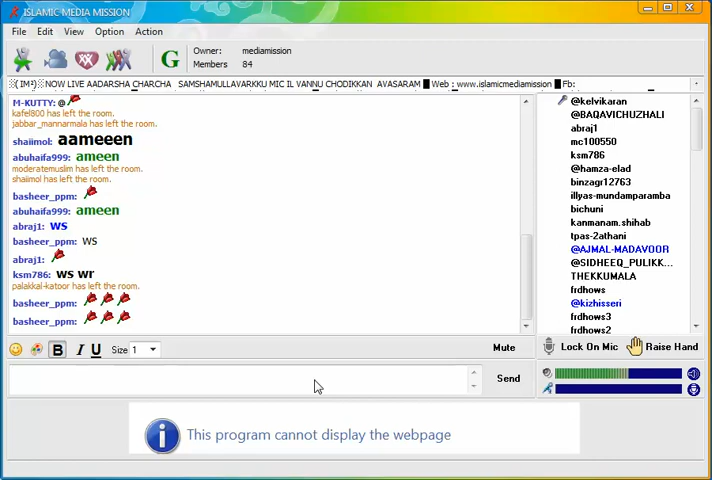 ISLAMIC MEDIA MISSION
File Edit View Option Action
G Owner: mediamission
Members 84
(IM²) NOW LIVE AADARSHA CHARCHA SAMSHAMULLAVARKKU MIC IL VANNU CHODIKKAN AVASARAM Web : www.islamicmediamission Fb:
M-KUTTY: @
kafel800 has left the room.
jabbar_mannarmala has left the room.
shaiimol: aameeen
abuhaifa999: ameen
moderatemuslim has left the room.
shaiimol has left the room.
basheer_ppm:
abuhaifa999: ameen
abraj1: ws
basheer_ppm: ws
abraj1:
ksm786: ws wr
palakkal-katoor has left the room.
basheer_ppm:
basheer_ppm:
@kelvikaran
@BAQAVICHUZHALI
abraj1
mc100550
ksm786
@hamza-elad
binzagr12763
illyas-mundamparamba
bichuni
kanmanam.shihab
tpas-2athani
@AJMAL-MADAVOOR
@SIDHEEQ_PULIKK...
THEKKUMALA
frdhows
@kizhisseri
frdhows3
frdhows2
B I U Size 1 Mute
Lock On Mic Raise Hand
Send
This program cannot display the webpage